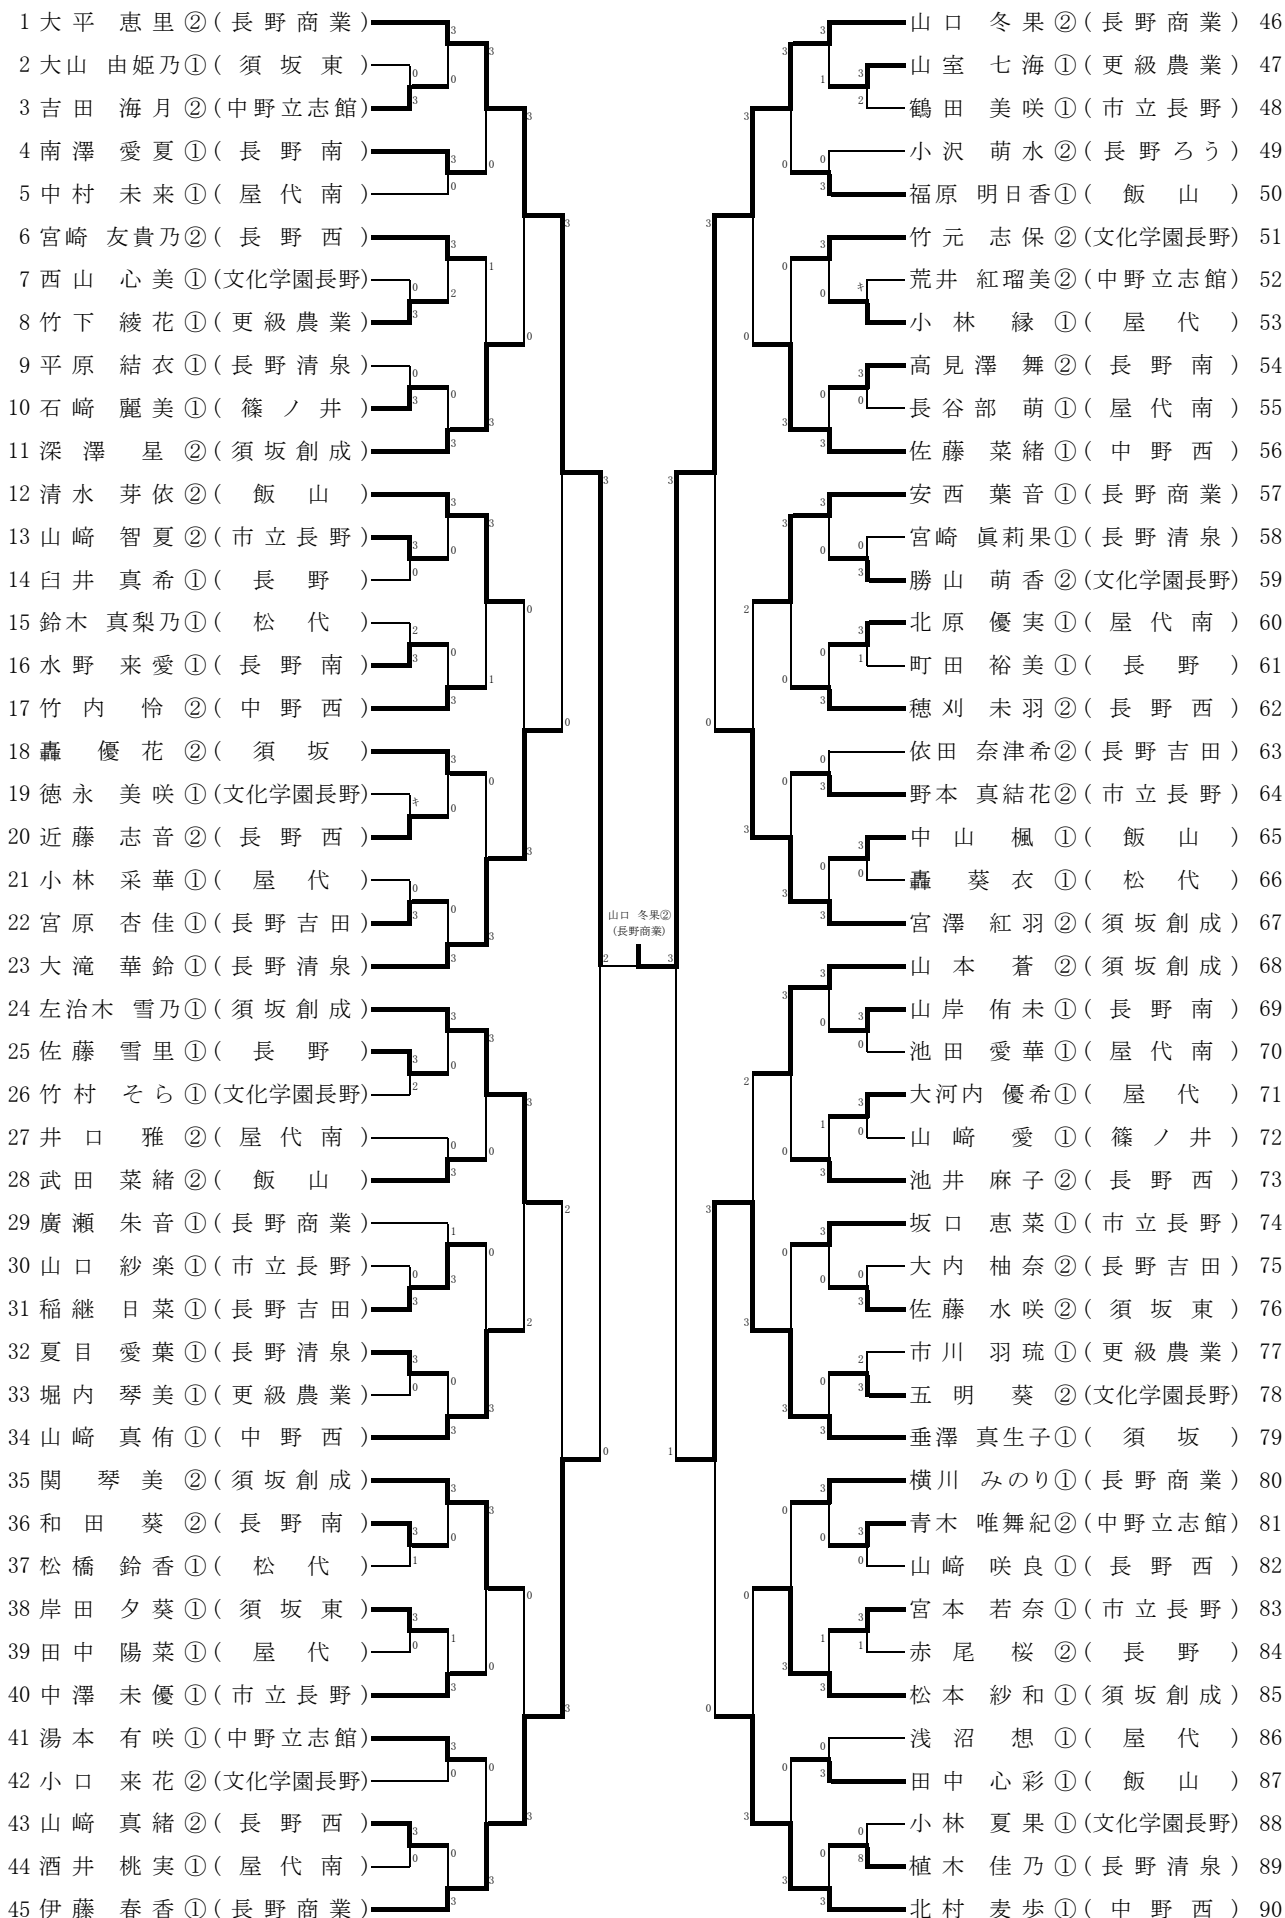 1 大平 恵里②(長野商業)
2 大山 由姫乃①(須坂東)
3 吉田 海月②(中野立志館)
4 南澤 愛夏①(長野南)
5 中村 未来①(屋代南)
6 宮崎 友貴乃②(長野西)
7 西山 心美①(文化学園長野)
8 竹下 綾花①(更級農業)
9 平原 結衣①(長野清泉)
10 石﨑 麗美①(篠ノ井)
11 深澤 星②(須坂創成)
12 清水 芽依②(飯山)
13 山﨑 智夏②(市立長野)
14 臼井 真希①(長野)
15 鈴木 真梨乃①(松代)
16 水野 来愛①(長野南)
17 竹内 怜②(中野西)
18 轟 優花②(須坂)
19 徳永 美咲①(文化学園長野)
20 近藤 志音②(長野西)
21 小林 采華①(屋代)
22 宮原 杏佳①(長野吉田)
23 大滝 華鈴①(長野清泉)
24 左治木 雪乃①(須坂創成)
25 佐藤 雪里①(長野)
26 竹村 そら①(文化学園長野)
27 井口 雅②(屋代南)
28 武田 菜緒②(飯山)
29 廣瀬 朱音①(長野商業)
30 山口 紗楽①(市立長野)
31 稲継 日菜①(長野吉田)
32 夏目 愛葉①(長野清泉)
33 堀内 琴美①(更級農業)
34 山﨑 真侑①(中野西)
35 関 琴美②(須坂創成)
36 和田 葵②(長野南)
37 松橋 鈴香①(松代)
38 岸田 夕葵①(須坂東)
39 田中 陽菜①(屋代)
40 中澤 未優①(市立長野)
41 湯本 有咲①(中野立志館)
42 小口 来花②(文化学園長野)
43 山﨑 真緒②(長野西)
44 酒井 桃実①(屋代南)
45 伊藤 春香①(長野商業)
山口 冬果②
(長野商業)
山口 冬果②(長野商業) 46
山室 七海①(更級農業) 47
鶴田 美咲①(市立長野) 48
小沢 萌水②(長野ろう) 49
福原 明日香①(飯山) 50
竹元 志保②(文化学園長野) 51
荒井 紅瑠美②(中野立志館) 52
小林 縁①(屋代) 53
高見澤 舞②(長野南) 54
長谷部 萌①(屋代南) 55
佐藤 菜緒①(中野西) 56
安西 葉音①(長野商業) 57
宮崎 眞莉果①(長野清泉) 58
勝山 萌香②(文化学園長野) 59
北原 優実①(屋代南) 60
町田 裕美①(長野) 61
穂刈 未羽②(長野西) 62
依田 奈津希②(長野吉田) 63
野本 真結花②(市立長野) 64
中山 楓①(飯山) 65
轟 葵衣①(松代) 66
宮澤 紅羽②(須坂創成) 67
山本 蒼②(須坂創成) 68
山岸 侑未①(長野南) 69
池田 愛華①(屋代南) 70
大河内 優希①(屋代) 71
山﨑 愛①(篠ノ井) 72
池井 麻子②(長野西) 73
坂口 恵菜①(市立長野) 74
大内 柚奈②(長野吉田) 75
佐藤 水咲②(須坂東) 76
市川 羽琉①(更級農業) 77
五明 葵②(文化学園長野) 78
垂澤 真生子①(須坂) 79
横川 みのり①(長野商業) 80
青木 唯舞紀②(中野立志館) 81
山﨑 咲良①(長野西) 82
宮本 若奈①(市立長野) 83
赤尾 桜②(長野) 84
松本 紗和①(須坂創成) 85
浅沼 想①(屋代) 86
田中 心彩①(飯山) 87
小林 夏果①(文化学園長野) 88
植木 佳乃①(長野清泉) 89
北村 麦歩①(中野西) 90